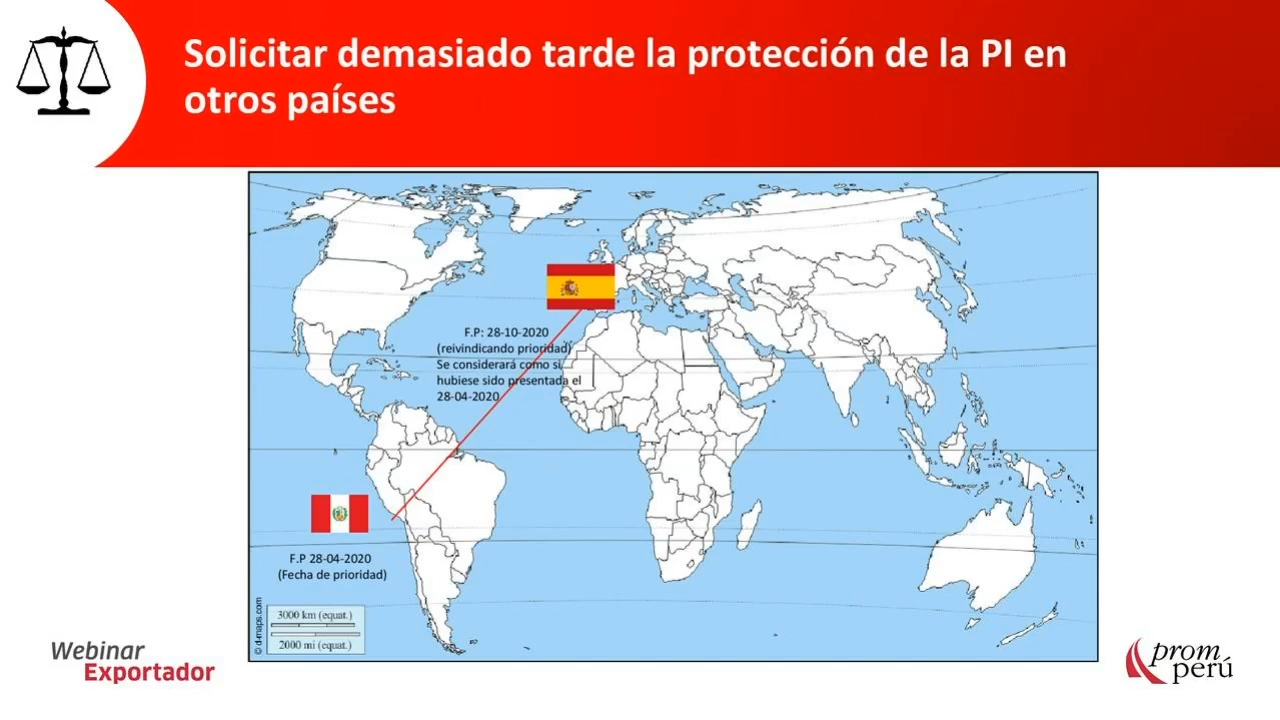 Solicitar demasiado tarde la protección de la PI en
otros países
F.P: 28-10-2020
(reivindicando prioridad)
Se considerará como si
hubiese sido presentada el
28-04-2020
F.P 28-04-2020
(Fecha de prioridad)
© d-maps.com
3000 km (equat.)
2000 mi (equat.)
Webinar
Exportador
prom
perú